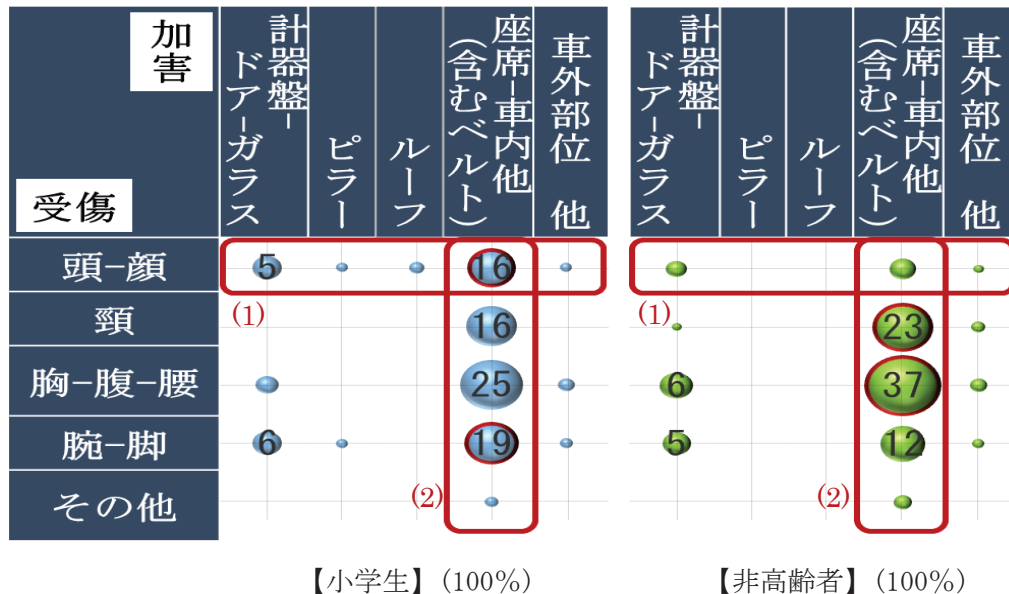 加害
受傷
計器盤-
ドア-ガラス
ピラー
ルーフ
座席-車内他
(含むベルト)
車外部位 他
計器盤-
ドア-ガラス
ピラー
ルーフ
座席-車内他
(含むベルト)
車外部位 他
頭-顔
5
16
(1)
(1)
頸
16
23
胸-腹-腰
25
6
37
腕-脚
6
19
5
12
その他
(2)
(2)
【小学生】(100%)
【非高齢者】(100%)